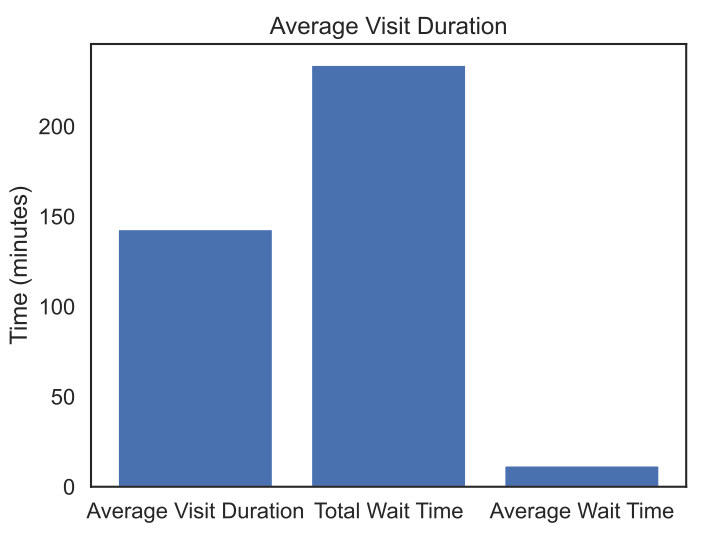 Average Visit Duration
Time (minutes)
200
150
100
50
0
Average Visit Duration Total Wait Time Average Wait Time